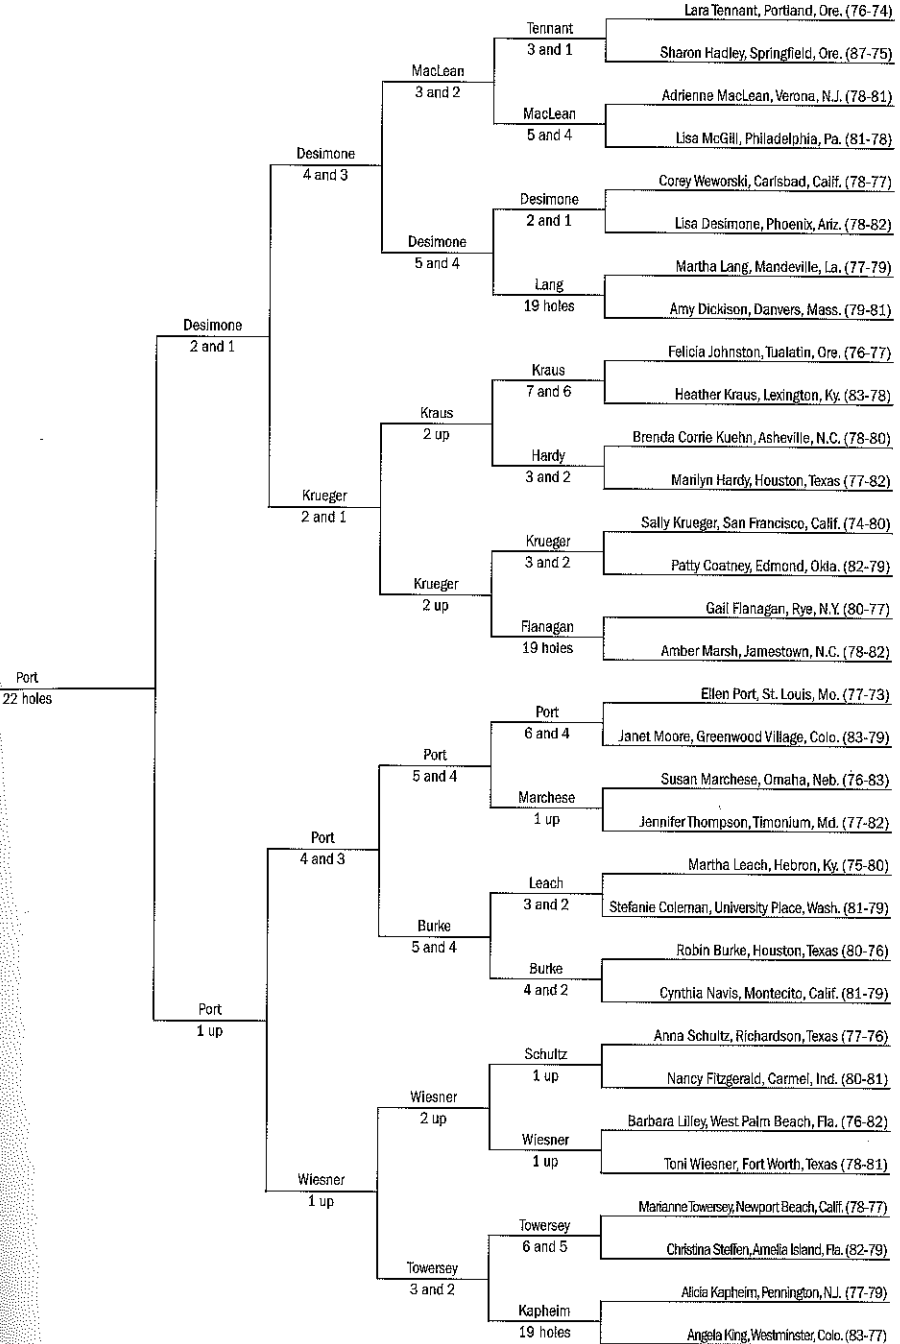 Lara Tennant, Portland, Ore. (76-74)
Tennant
3 and 1
Sharon Hadley, Springfield, Ore. (87-75)
MacLean
3 and 2
Adrienne MacLean, Verona, N.J. (78-81)
MacLean
5 and 4
Lisa McGill, Philadelphia, Pa. (81-78)
Desimone
4 and 3
Corey Weworski, Carlsbad, Calif. (78-77)
Desimone
2 and 1
Lisa Desimone, Phoenix, Ariz. (78-82)
Desimone
5 and 4
Martha Lang, Mandeville, La. (77-79)
Lang
19 holes
Amy Dickison, Danvers, Mass. (79-81)
Desimone
2 and 1
Felicia Johnston, Tualatin, Ore. (76-77)
Kraus
7 and 6
Heather Kraus, Lexington, Ky. (83-78)
Kraus
2 up
Brenda Corrie Kuehn, Asheville, N.C. (78-80)
Hardy
3 and 2
Marilyn Hardy, Houston, Texas (77-82)
Krueger
2 and 1
Sally Krueger, San Francisco, Calif. (74-80)
Krueger
3 and 2
Patty Coatney, Edmond, Okla. (82-79)
Krueger
2 up
Gail Flanagan, Rye, N.Y. (80-77)
Flanagan
19 holes
Amber Marsh, Jamestown, N.C. (78-82)
Port
22 holes
Ellen Port, St. Louis, Mo. (77-73)
Port
6 and 4
Janet Moore, Greenwood Village, Colo. (83-79)
Port
5 and 4
Susan Marchese, Omaha, Neb. (76-83)
Marchese
1 up
Jennifer Thompson, Timonium, Md. (77-82)
Port
4 and 3
Martha Leach, Hebron, Ky. (75-80)
Leach
3 and 2
Stefanie Coleman, University Place, Wash. (81-79)
Burke
5 and 4
Robin Burke, Houston, Texas (80-76)
Burke
4 and 2
Cynthia Navis, Montecito, Calif. (81-79)
Port
1 up
Anna Schultz, Richardson, Texas (77-76)
Schultz
1 up
Nancy Fitzgerald, Carmel, Ind. (80-81)
Wiesner
2 up
Barbara Lilley, West Palm Beach, Fla. (76-82)
Wiesner
1 up
Toni Wiesner, Fort Worth, Texas (78-81)
Wiesner
1 up
Marianne Towersey, Newport Beach, Calif. (78-77)
Towersey
6 and 5
Christina Steffen, Amelia Island, Fla. (82-79)
Towersey
3 and 2
Alicia Kapheim, Pennington, N.J. (77-79)
Kapheim
19 holes
Angela King, Westminster, Colo. (83-77)